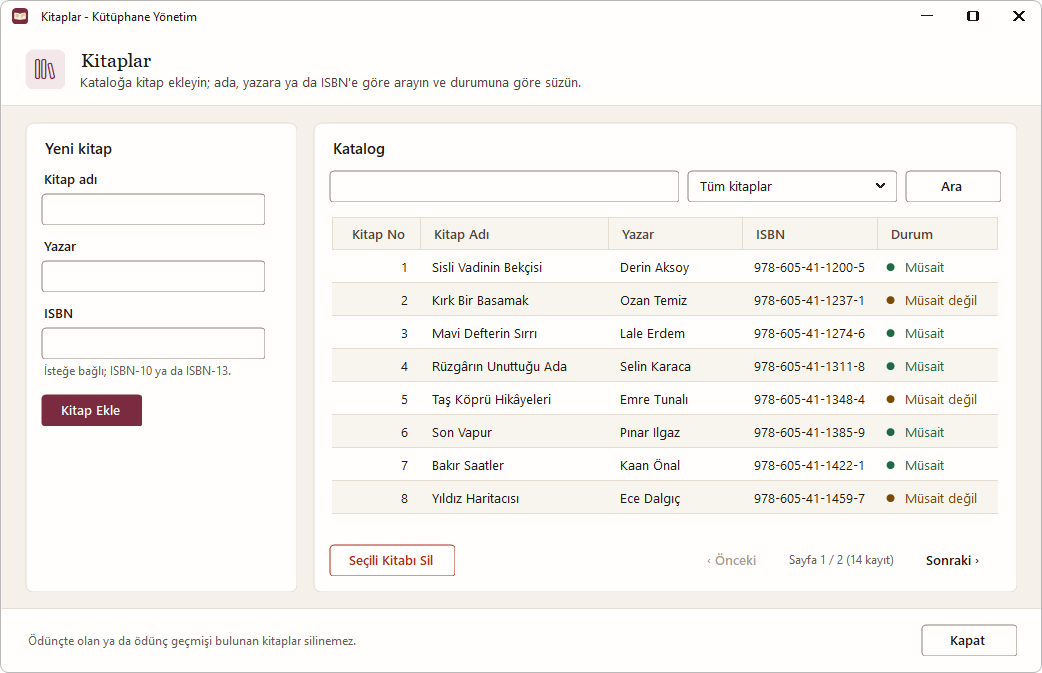 Kitaplar - Kütüphane Yönetim
Kitaplar
Kataloğa kitap ekleyin; ada, yazara ya da ISBN'e göre arayın ve durumuna göre süzün.
Yeni kitap
Kitap adı
Yazar
ISBN
İsteğe bağlı; ISBN-10 ya da ISBN-13.
Kitap Ekle
Katalog
Tüm kitaplar Ara
Kitap No Kitap Adı Yazar ISBN Durum
1 Sisli Vadinin Bekçisi Derin Aksoy 978-605-41-1200-5 Müsait
2 Kırk Bir Basamak Ozan Temiz 978-605-41-1237-1 Müsait değil
3 Mavi Defterin Sırrı Lale Erdem 978-605-41-1274-6 Müsait
4 Rüzgârın Unuttuğu Ada Selin Karaca 978-605-41-1311-8 Müsait
5 Taş Köprü Hikâyeleri Emre Tunalı 978-605-41-1348-4 Müsait değil
6 Son Vapur Pınar Ilgaz 978-605-41-1385-9 Müsait
7 Bakır Saatler Kaan Önal 978-605-41-1422-1 Müsait
8 Yıldız Haritacısı Ece Dalgıç 978-605-41-1459-7 Müsait değil
Seçili Kitabı Sil ‹ Önceki Sayfa 1 / 2 (14 kayıt) Sonraki ›
Ödünçte olan ya da ödünç geçmişi bulunan kitaplar silinemez.
Kapat